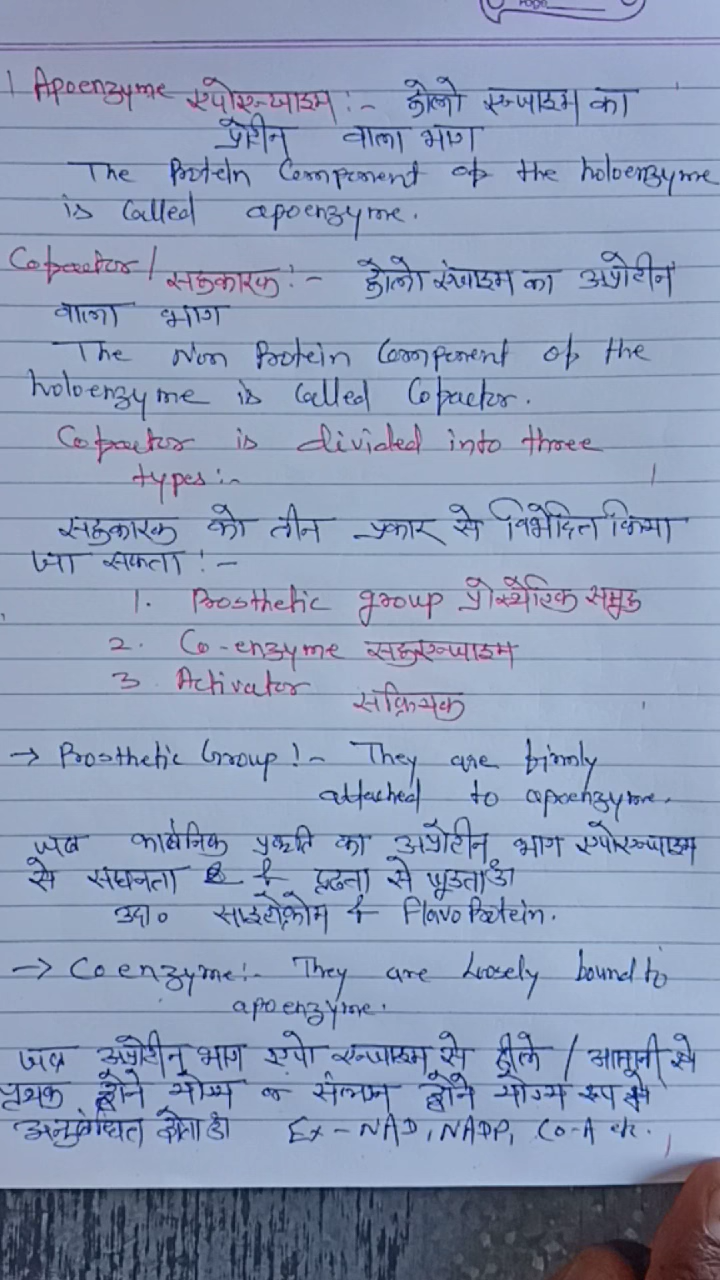 1 Apoenzyme एपोएन्जाइम :- होलो एन्जाइम का
प्रोटीन वाला भाग
The Protein Component of the holoenzyme
is Called apoenzyme.
Cofactor / सहकारक :- होलो एंजाइम का अप्रोटीन
वाला भाग
The Non Protein Component of the
holoenzyme is Called Cofactor.
Cofactor is divided into three
types :-
सहकारक को तीन प्रकार से विभेदित किया
जा सकता :-
1. Prosthetic group प्रोस्थेटिक समूह
2. Co-enzyme सहएन्जाइम
3 Activator
सक्रियक
→ Prosthetic Group :- They are firmly
attached to apoenzyme.
जब कार्बनिक प्रकृति का अप्रोटीन भाग एपोएन्जाइम
से सघनता & दृढता से जुडता है
उदा० साइटोक्रोम & Flavo Protein.
→ Coenzyme :- They are loosely bound to
apoenzyme.
जब अप्रोटीन भाग एपो एन्जाइम से ढीले / आसानी से
पृथक होने योग्य व संलग्न होने योग्य रूप से
अनुबंधित होता है Ex - NAD, NADP, Co-A etc.